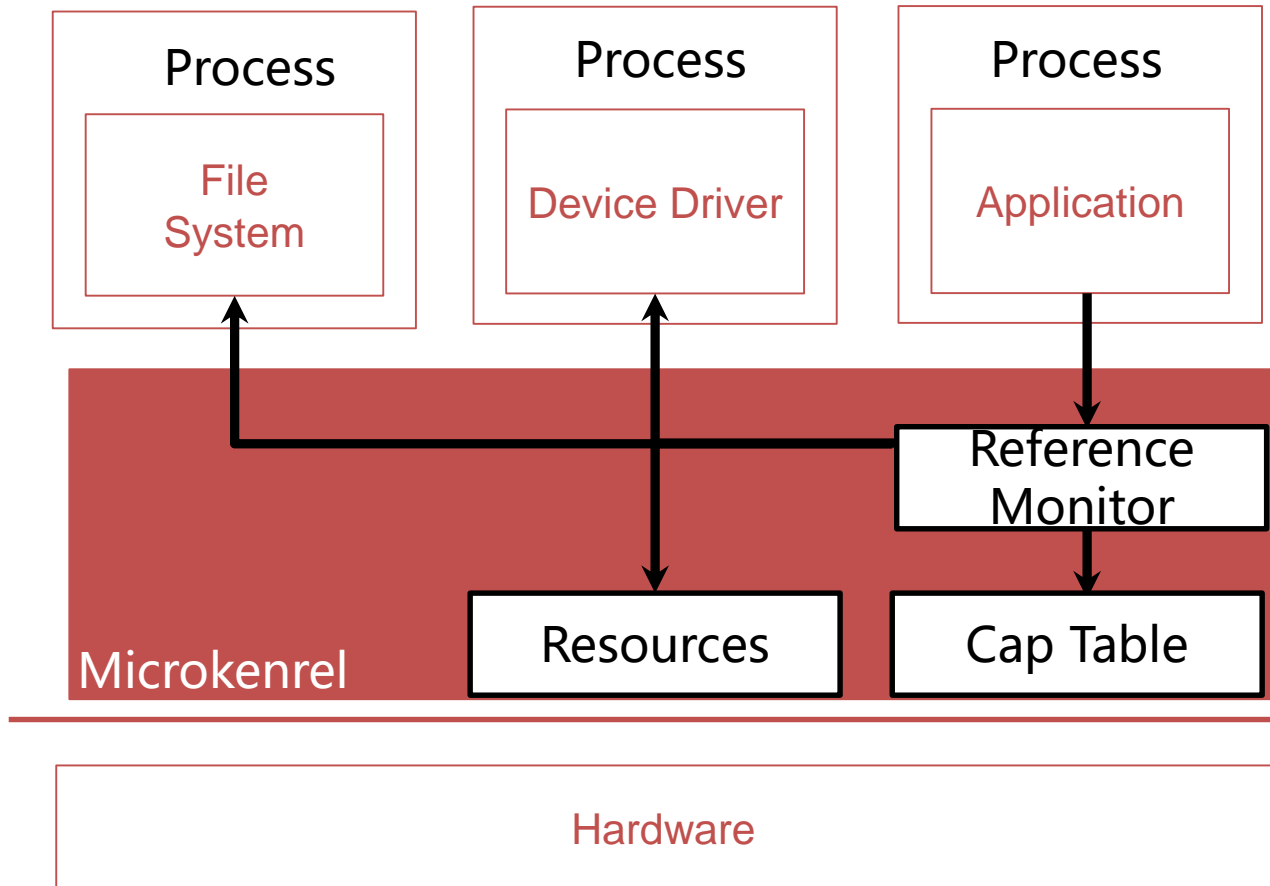 Process
Process
Process
File
System
Device Driver
Application
Reference
Monitor
Resources
Cap Table
Microkenrel
Hardware